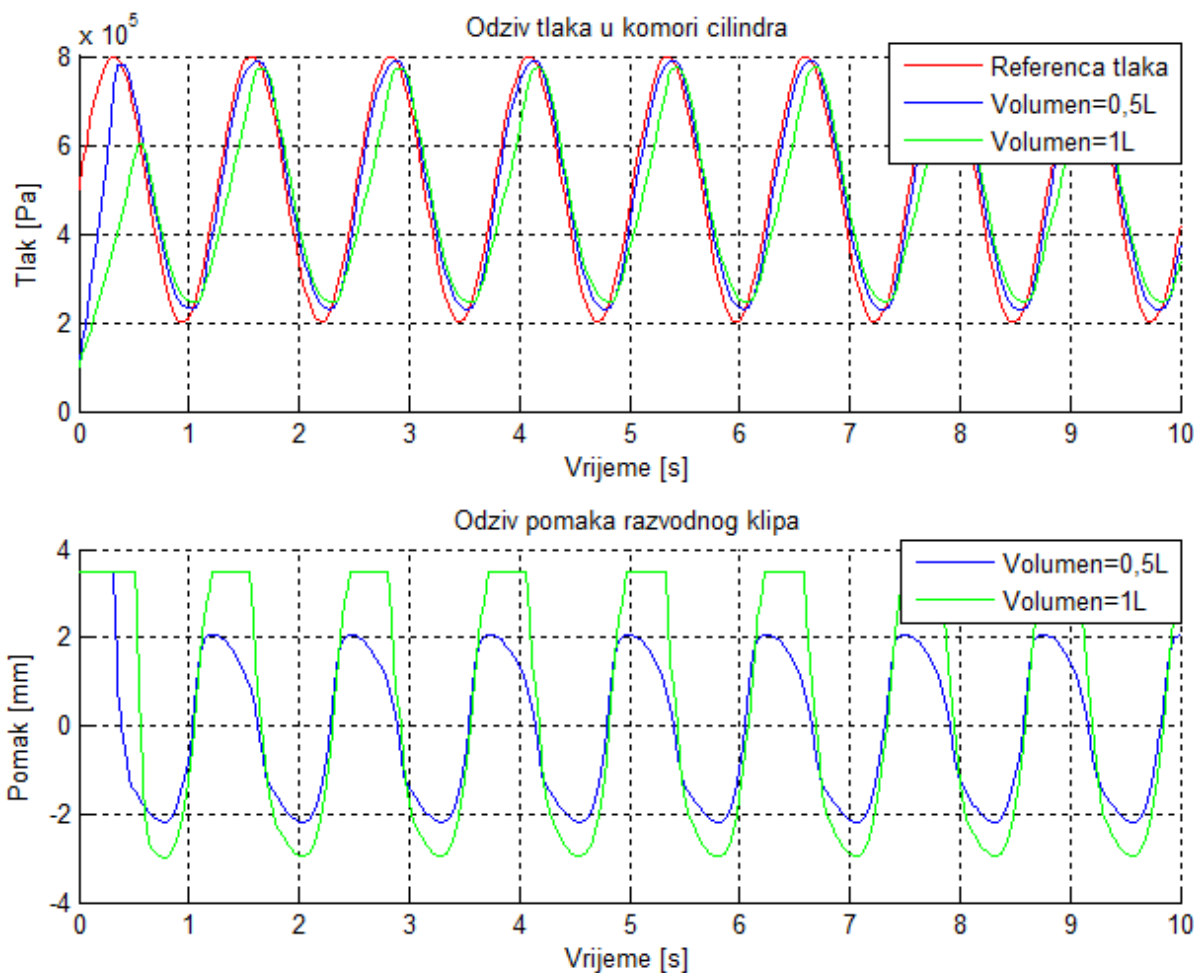 Odziv tlaka u komori cilindra
x 10⁵
8
6
4
2
0
Tlak [Pa]
Referenca tlaka
Volumen=0,5L
Volumen=1L
0 1 2 3 4 5 6 7 8 9 10
Vrijeme [s]
Odziv pomaka razvodnog klipa
4
2
0
-2
-4
Pomak [mm]
Volumen=0,5L
Volumen=1L
0 1 2 3 4 5 6 7 8 9 10
Vrijeme [s]